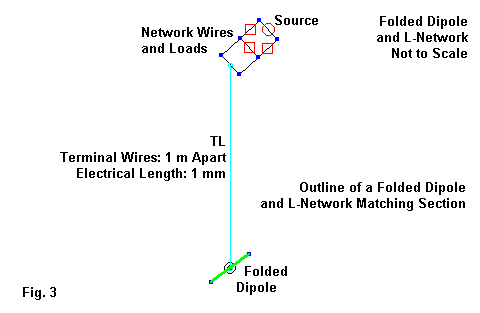 Source
Network Wires
and Loads
Folded Dipole
and L-Network
Not to Scale
TL
Terminal Wires: 1 m Apart
Electrical Length: 1 mm
Outline of a Folded Dipole
and L-Network Matching Section
Folded
Dipole
Fig. 3